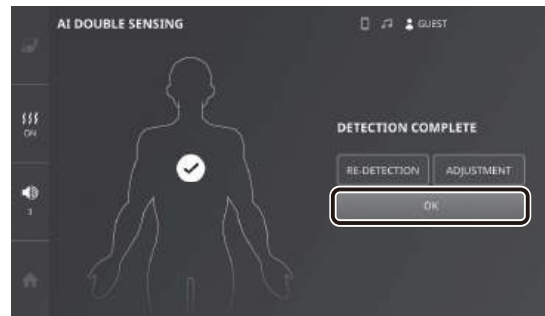 AI DOUBLE SENSING
GUEST
ON
DETECTION COMPLETE
RE-DETECTION
ADJUSTMENT
3
OK